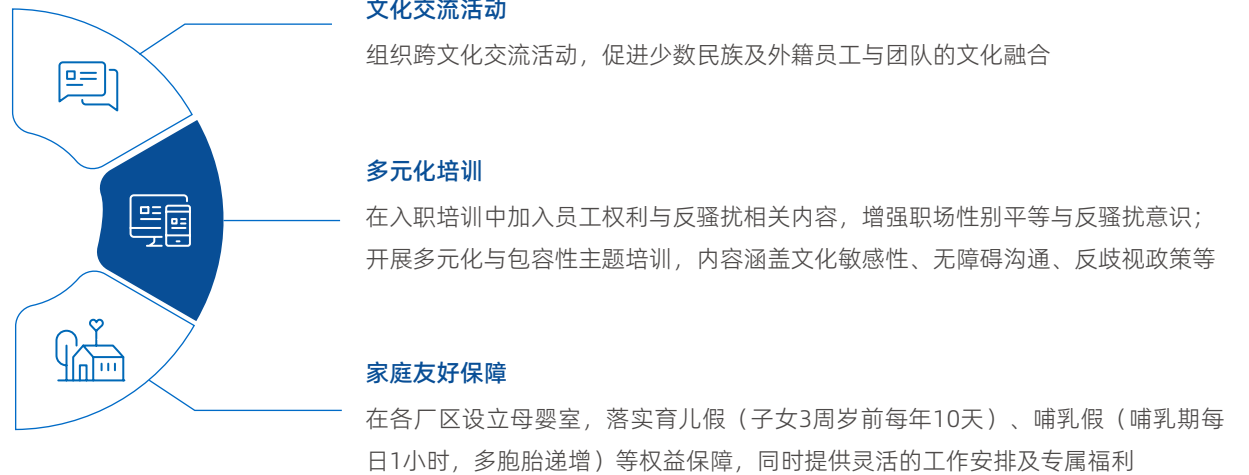 文化交流活动
组织跨文化交流活动，促进少数民族及外籍员工与团队的文化融合
多元化培训
在入职培训中加入员工权利与反骚扰相关内容，增强职场性别平等与反骚扰意识；
开展多元化与包容性主题培训，内容涵盖文化敏感性、无障碍沟通、反歧视政策等
家庭友好保障
在各厂区设立母婴室，落实育儿假（子女3周岁前每年10天）、哺乳假（哺乳期每
日1小时，多胞胎递增）等权益保障，同时提供灵活的工作安排及专属福利